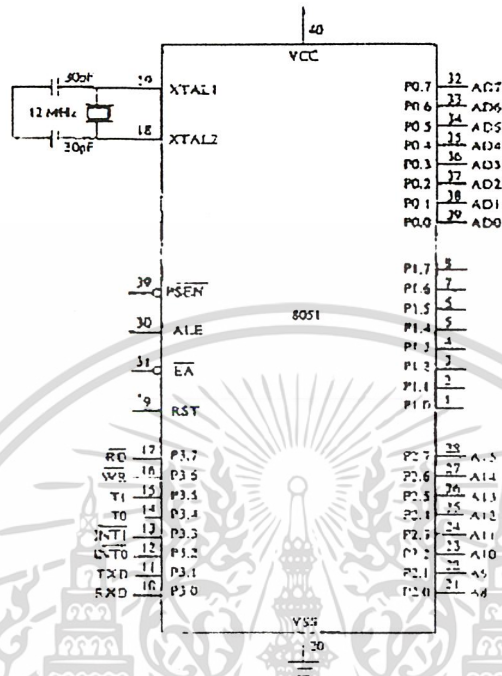 40
VCC
30pF
12 MHz
30pF
19 XTAL1
18 XTAL2
39 PSEN
30 ALE
31 EA
9 RST
8051
P0.7 32 AD7
P0.6 33 AD6
P0.5 34 AD5
P0.4 35 AD4
P0.3 36 AD3
P0.2 37 AD2
P0.1 38 AD1
P0.0 39 AD0
P1.7 8
P1.6 7
P1.5 6
P1.4 5
P1.3 4
P1.2 3
P1.1 2
P1.0 1
RD 17 P3.7
WR 16 P3.6
T1 15 P3.5
T0 14 P3.4
INT1 13 P3.3
INT0 12 P3.2
TXD 11 P3.1
RXD 10 P3.0
P2.7 28 A15
P2.6 27 A14
P2.5 26 A13
P2.4 25 A12
P2.3 24 A11
P2.2 23 A10
P2.1 22 A9
P2.0 21 A8
VSS
20